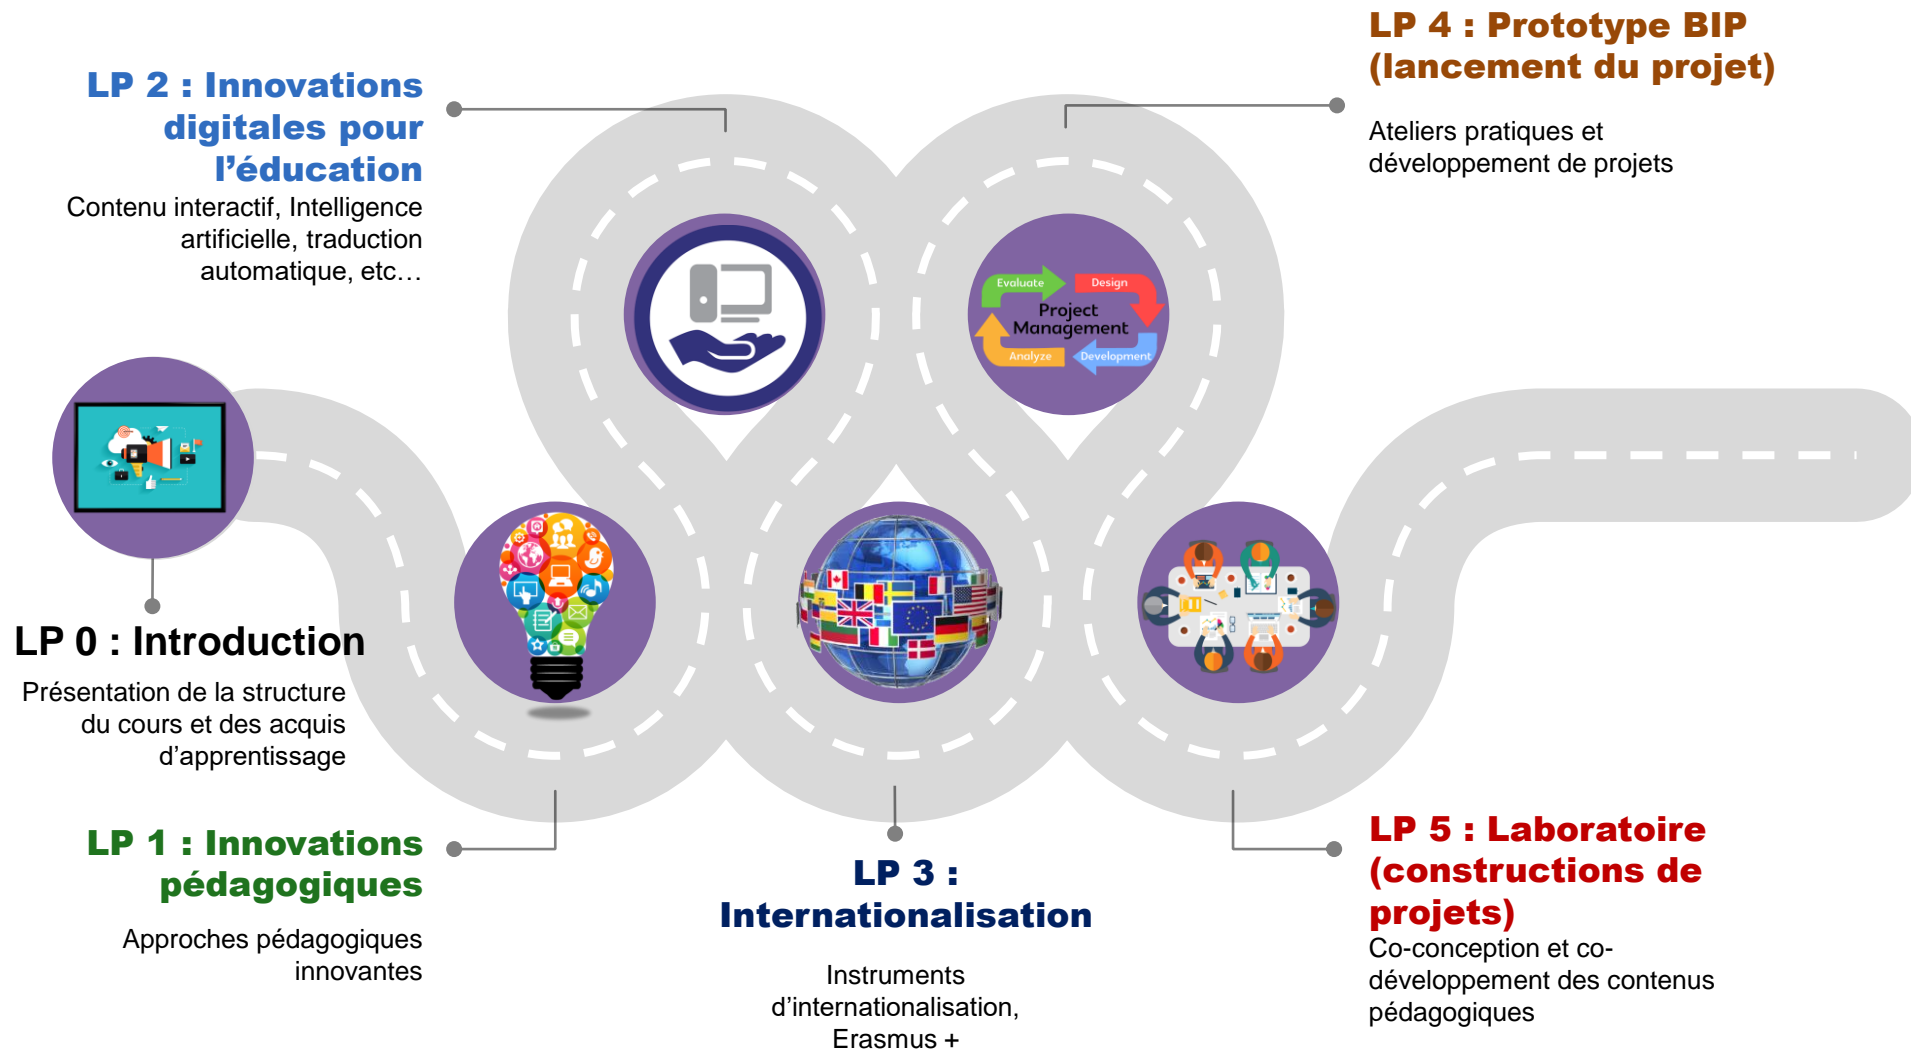 LP 0 : Introduction
Présentation de la structure
du cours et des acquis
d’apprentissage
LP 1 : Innovations
pédagogiques
Approches pédagogiques
innovantes
LP 2 : Innovations
digitales pour
l’éducation
Contenu interactif, Intelligence
artificielle, traduction
automatique, etc…
LP 3 :
Internationalisation
Instruments
d’internationalisation,
Erasmus +
LP 4 : Prototype BIP
(lancement du projet)
Ateliers pratiques et
développement de projets
Evaluate
Design
Project
Management
Analyze
Development
LP 5 : Laboratoire
(constructions de
projets)
Co-conception et co-
développement des contenus
pédagogiques